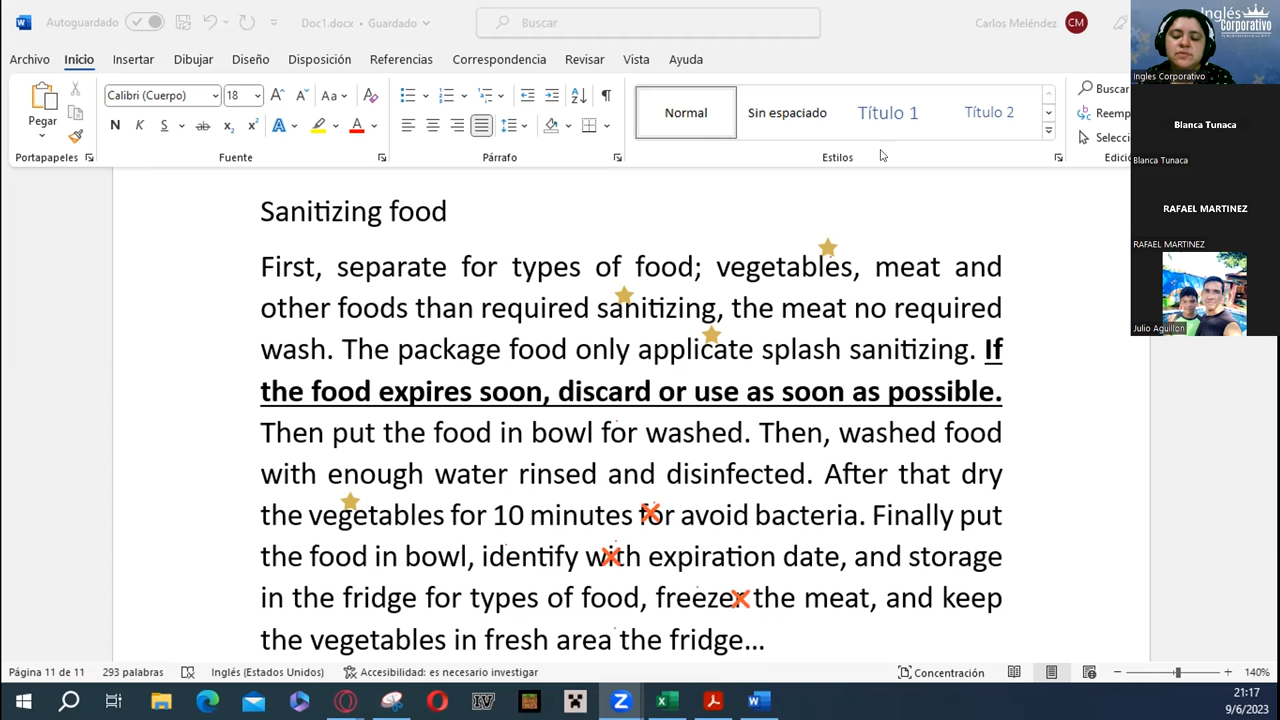 Autoguardado
Doc1.docx • Guardado
Buscar
Carlos Meléndez
CM
Archivo Inicio Insertar Dibujar Diseño Disposición Referencias Correspondencia Revisar Vista Ayuda
Pegar
Calibri (Cuerpo) 18
Normal
Sin espaciado
Título 1
Título 2
Buscar
Reemp
Selecci
Portapapeles
Fuente
Párrafo
Estilos
Edici
Inglés
Corporativo
Ingles Corporativo
Blanca Tunaca
Blanca Tunaca
RAFAEL MARTINEZ
RAFAEL MARTINEZ
Julio Aguillon
Sanitizing food
First, separate for types of food; vegetables, meat and
other foods than required sanitizing, the meat no required
wash. The package food only applicate splash sanitizing. If
the food expires soon, discard or use as soon as possible.
Then put the food in bowl for washed. Then, washed food
with enough water rinsed and disinfected. After that dry
the vegetables for 10 minutes for avoid bacteria. Finally put
the food in bowl, identify with expiration date, and storage
in the fridge for types of food, freezer the meat, and keep
the vegetables in fresh area the fridge…
Página 11 de 11
293 palabras
Inglés (Estados Unidos)
Accesibilidad: es necesario investigar
Concentración
140%
21:17
9/6/2023